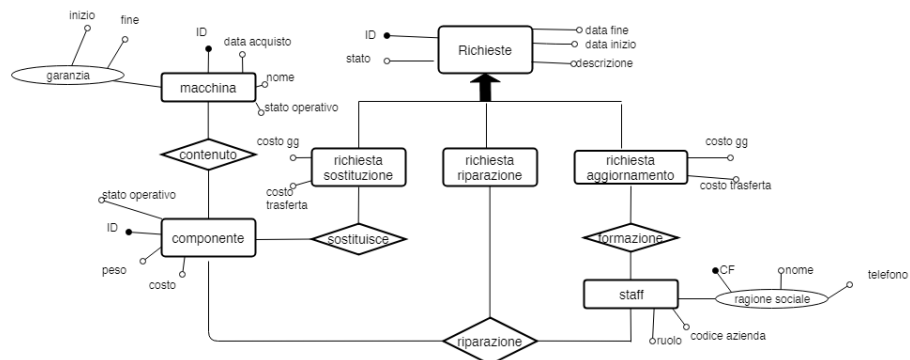 inizio
fine
garanzia
ID
data acquisto
macchina
nome
stato operativo
ID
stato
Richieste
data fine
data inizio
descrizione
contenuto
costo gg
costo
trasferta
richiesta
sostituzione
richiesta
riparazione
richiesta
aggiornamento
costo gg
costo trasferta
stato operativo
ID
componente
peso
costo
sostituisce
formazione
staff
CF
nome
telefono
ragione sociale
ruolo
codice azienda
riparazione